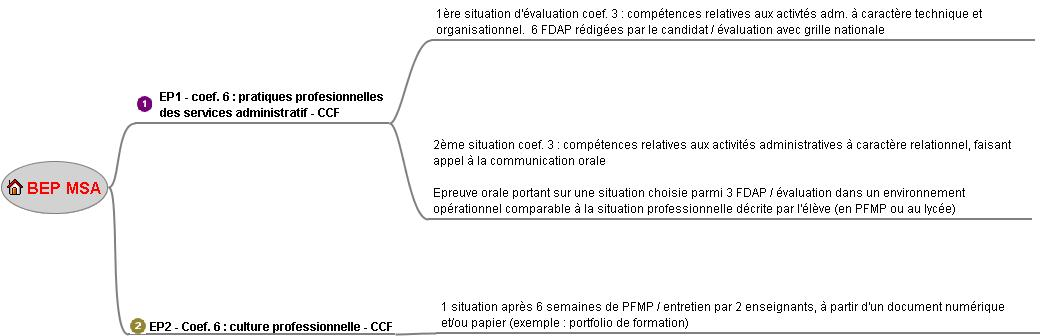 1ère situation d'évaluation coef. 3 : compétences relatives aux activtés adm. à caractère technique et
organisationnel. 6 FDAP rédigées par le candidat / évaluation avec grille nationale
1 EP1 - coef. 6 : pratiques profesionnelles
des services administratif - CCF
2ème situation coef. 3 : compétences relatives aux activités administratives à caractère relationnel, faisant
appel à la communication orale
Epreuve orale portant sur une situation choisie parmi 3 FDAP / évaluation dans un environnement
opérationnel comparable à la situation professionnelle décrite par l'élève (en PFMP ou au lycée)
BEP MSA
2 EP2 - Coef. 6 : culture professionnelle - CCF
1 situation après 6 semaines de PFMP / entretien par 2 enseignants, à partir d'un document numérique
et/ou papier (exemple : portfolio de formation)